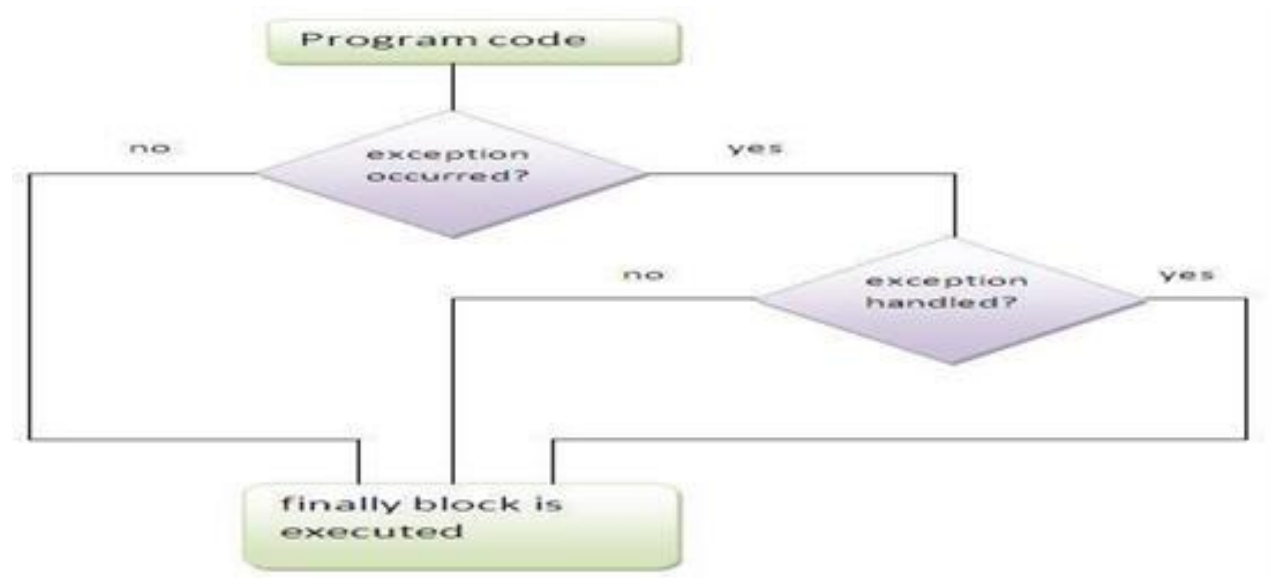 Program code
no
exception
occurred?
yes
no
exception
handled?
yes
finally block is
executed